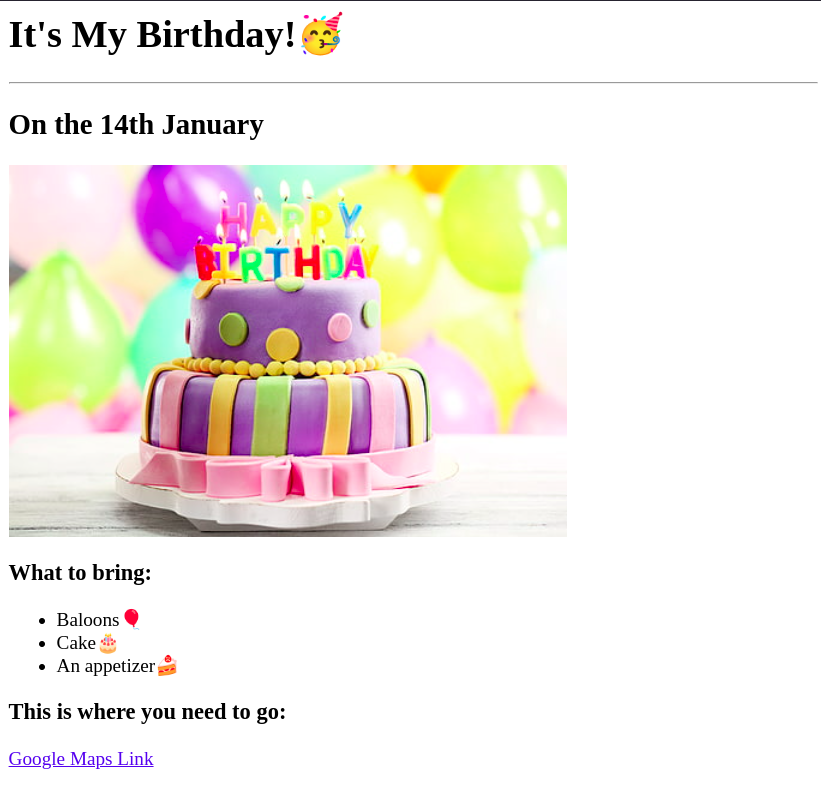 It's My Birthday!🥳
On the 14th January
HAPPY
BIRTHDAY
What to bring:
Baloons🎈
Cake🎂
An appetizer🍰
This is where you need to go:
Google Maps Link